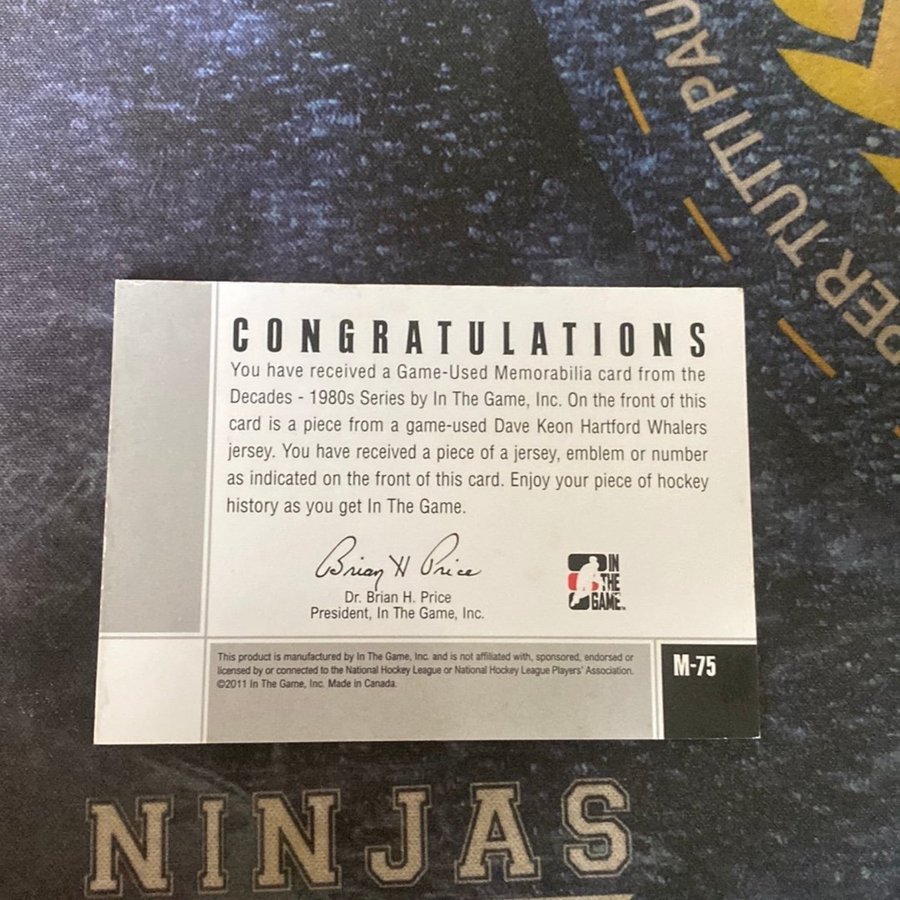 PER TUTTI PAU
CONGRATULATIONS
You have received a Game-Used Memorabilia card from the
Decades - 1980s Series by In The Game, Inc. On the front of this
card is a piece from a game-used Dave Keon Hartford Whalers
jersey. You have received a piece of a jersey, emblem or number
as indicated on the front of this card. Enjoy your piece of hockey
history as you get In The Game.
Brian H Price
Dr. Brian H. Price
President, In The Game, Inc.
IN
THE
GAME
This product is manufactured by In The Game, Inc. and is not affiliated with, sponsored, endorsed or
licensed by or connected to the National Hockey League or National Hockey League Players' Association.
©2011 In The Game, Inc. Made in Canada.
M-75
NINJAS